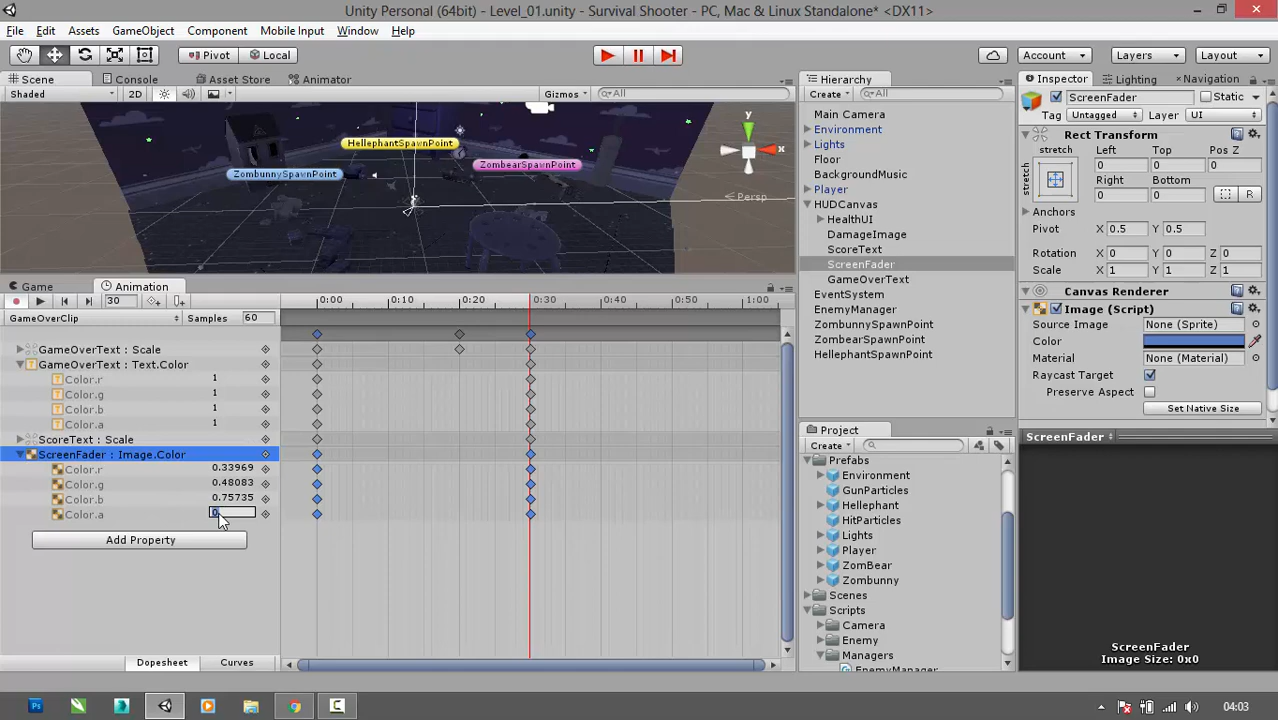 Unity Personal (64bit) - Level_01.unity - Survival Shooter - PC, Mac & Linux Standalone* <DX11>
File Edit Assets GameObject Component Mobile Input Window Help
Pivot Local Account Layers Layout
Scene Console Asset Store Animator
Shaded 2D Gizmos All
HellephantSpawnPoint
ZombearSpawnPoint
ZombunnySpawnPoint
y
x
Persp
Game Animation
30 0:00 0:10 0:20 0:30 0:40 0:50 1:00
GameOverClip Samples 60
GameOverText : Scale
GameOverText : Text.Color
Color.r 1
Color.g 1
Color.b 1
Color.a 1
ScoreText : Scale
ScreenFader : Image.Color
Color.r 0.33969
Color.g 0.48083
Color.b 0.75735
Color.a 0
Add Property
Dopesheet Curves
Hierarchy
Create All
Main Camera
Environment
Lights
Floor
BackgroundMusic
Player
HUDCanvas
HealthUI
DamageImage
ScoreText
ScreenFader
GameOverText
EventSystem
EnemyManager
ZombunnySpawnPoint
ZombearSpawnPoint
HellephantSpawnPoint
Project
Create
Prefabs
Environment
GunParticles
Hellephant
HitParticles
Lights
Player
ZomBear
Zombunny
Scenes
Scripts
Camera
Enemy
Managers
EnemyManager
Inspector Lighting Navigation
ScreenFader Static
Tag Untagged Layer UI
Rect Transform
stretch Left Top Pos Z
stretch 0 0 0
Right Bottom
0 0 R
Anchors
Pivot X 0.5 Y 0.5
Rotation X 0 Y 0 Z 0
Scale X 1 Y 1 Z 1
Canvas Renderer
Image (Script)
Source Image None (Sprite)
Color
Material None (Material)
Raycast Target
Preserve Aspect
Set Native Size
ScreenFader
ScreenFader
Image Size: 0x0
Ps 04:03